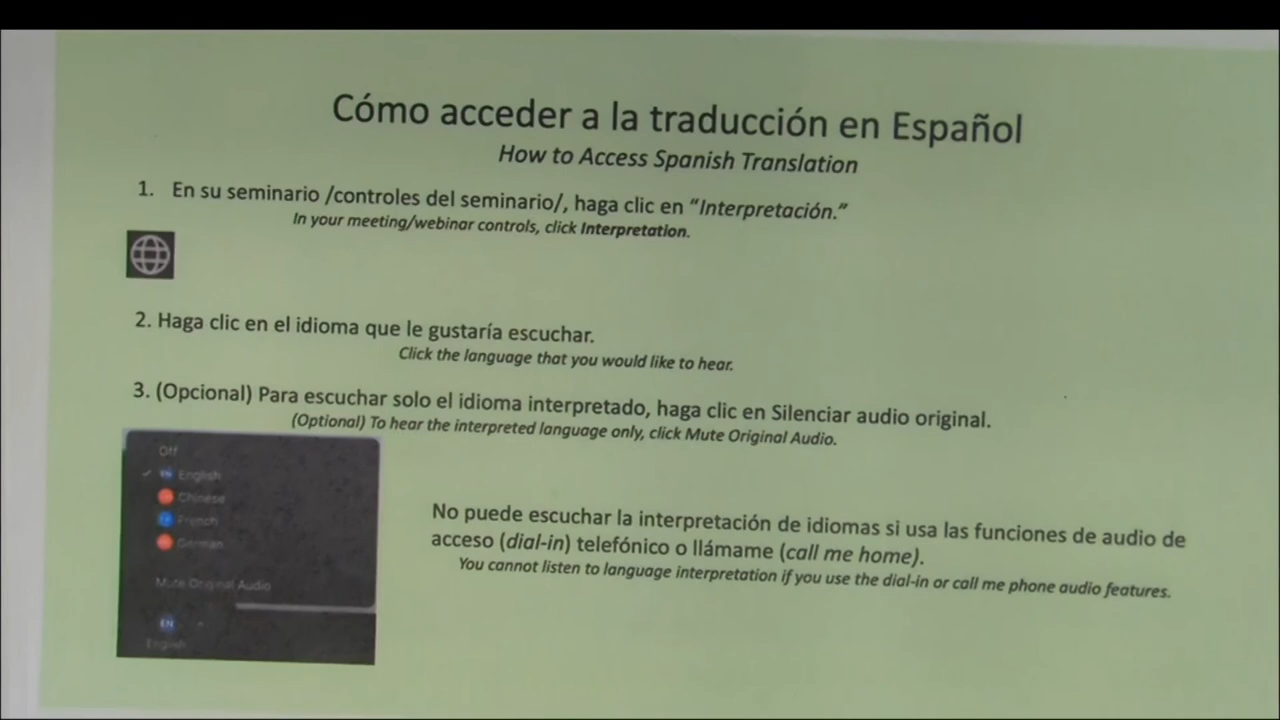 Cómo acceder a la traducción en Español
How to Access Spanish Translation
1. En su seminario /controles del seminario/, haga clic en “Interpretación.”
In your meeting/webinar controls, click Interpretation.
2. Haga clic en el idioma que le gustaría escuchar.
Click the language that you would like to hear.
3. (Opcional) Para escuchar solo el idioma interpretado, haga clic en Silenciar audio original.
(Optional) To hear the interpreted language only, click Mute Original Audio.
Off
EN English
Chinese
French
German
Mute Original Audio
EN
English
No puede escuchar la interpretación de idiomas si usa las funciones de audio de
acceso (dial-in) telefónico o llámame (call me home).
You cannot listen to language interpretation if you use the dial-in or call me phone audio features.